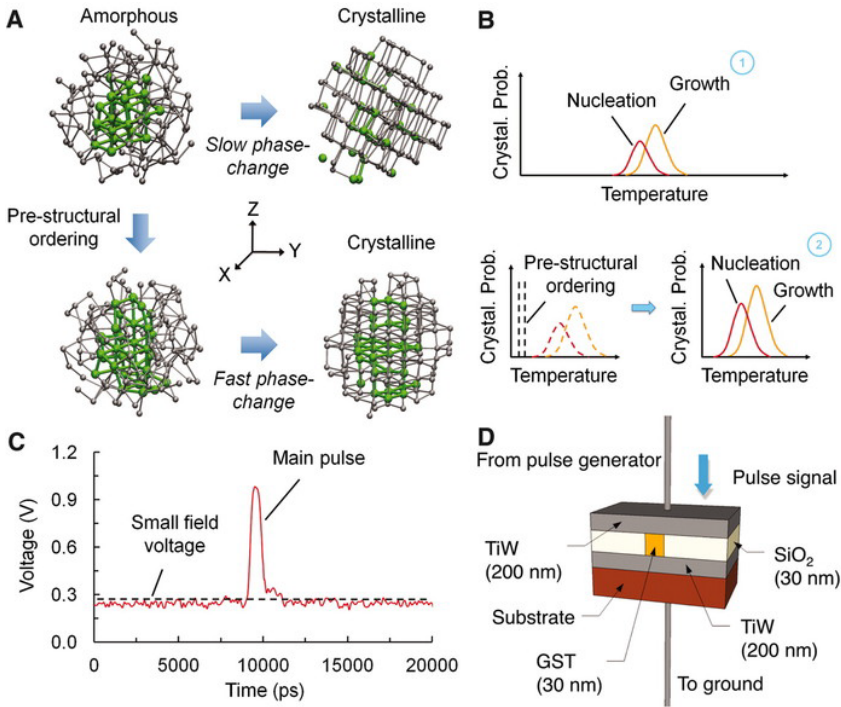 A
Amorphous
Crystalline
Slow phase-
change
Pre-structural
ordering
Z
Y
X
Crystalline
Fast phase-
change
B
1
Crystal. Prob.
Nucleation
Growth
Temperature
2
Crystal. Prob.
Pre-structural
ordering
Temperature
Crystal. Prob.
Nucleation
Growth
Temperature
C
Voltage (V)
1.2
0.9
0.6
0.3
0.0
Main pulse
Small field
voltage
0
5000
10000
15000
20000
Time (ps)
D
From pulse generator
Pulse signal
TiW
(200 nm)
SiO₂
(30 nm)
Substrate
TiW
(200 nm)
GST
(30 nm)
To ground